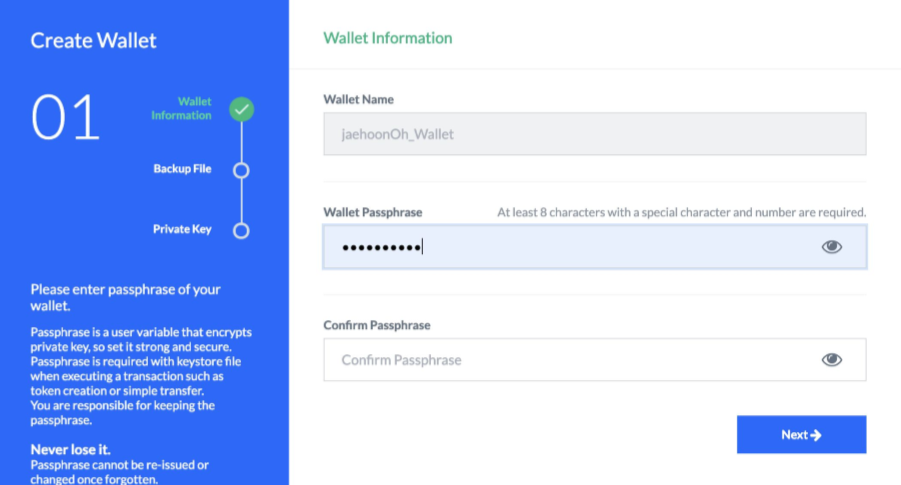 Create Wallet
01
Wallet
Information
Backup File
Private Key
Please enter passphrase of your
wallet.
Passphrase is a user variable that encrypts
private key, so set it strong and secure.
Passphrase is required with keystore file
when executing a transaction such as
token creation or simple transfer.
You are responsible for keeping the
passphrase.
Never lose it.
Passphrase cannot be re-issued or
changed once forgotten.
Wallet Information
Wallet Name
jaehoonOh_Wallet
Wallet Passphrase At least 8 characters with a special character and number are required.
••••••••••
Confirm Passphrase
Confirm Passphrase
Next →